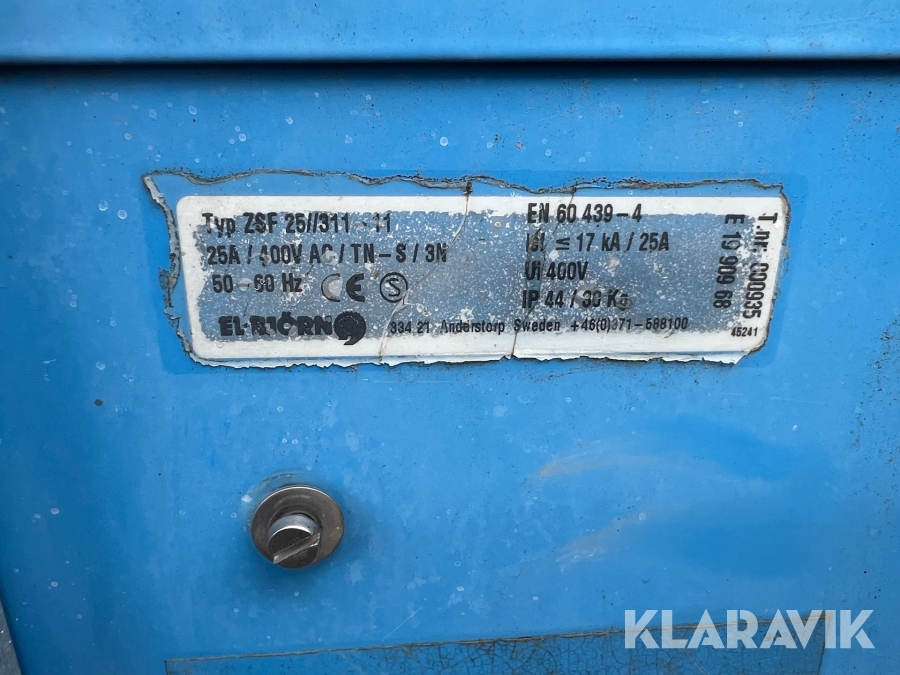 Typ ZSF 25//311-11
25A / 400V AC / TN-S / 3N
50-60 Hz CE S
EL-BJÖRN
334 21 Anderstorp Sweden +46(0)371-588100
EN 60 439-4
≤ 17 kA / 25A
Ui 400V
IP 44 / 30 Kg
T.nr: 000935
E 19 909 68
45241
KLARAVIK